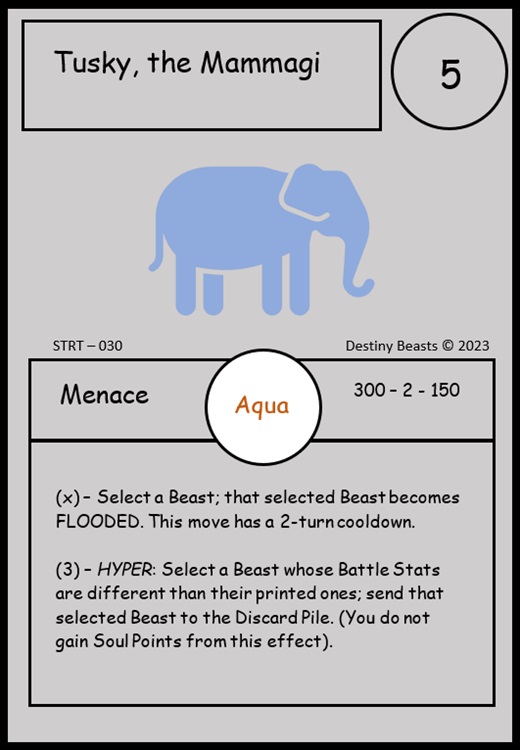 Tusky, the Mammagi
5
STRT – 030
Destiny Beasts © 2023
Menace
Aqua
300 – 2 - 150
(x) – Select a Beast; that selected Beast becomes
FLOODED. This move has a 2-turn cooldown.
(3) – HYPER: Select a Beast whose Battle Stats
are different than their printed ones; send that
selected Beast to the Discard Pile. (You do not
gain Soul Points from this effect).